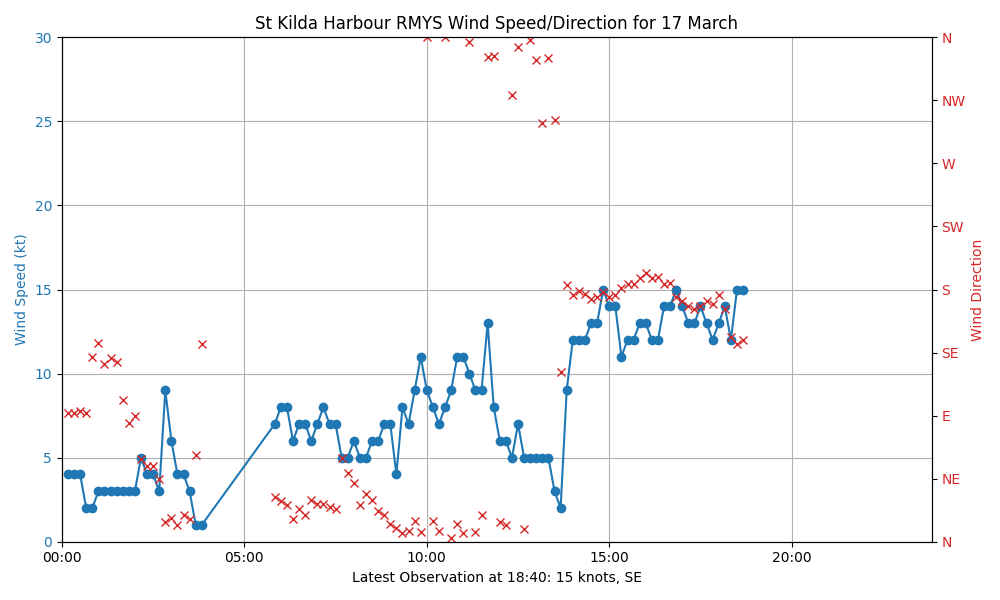 St Kilda Harbour RMYS Wind Speed/Direction for 17 March
30
25
20
15
10
5
0
Wind Speed (kt)
N
NW
W
SW
S
SE
E
NE
N
Wind Direction
00:00
05:00
10:00
15:00
20:00
Latest Observation at 18:40: 15 knots, SE